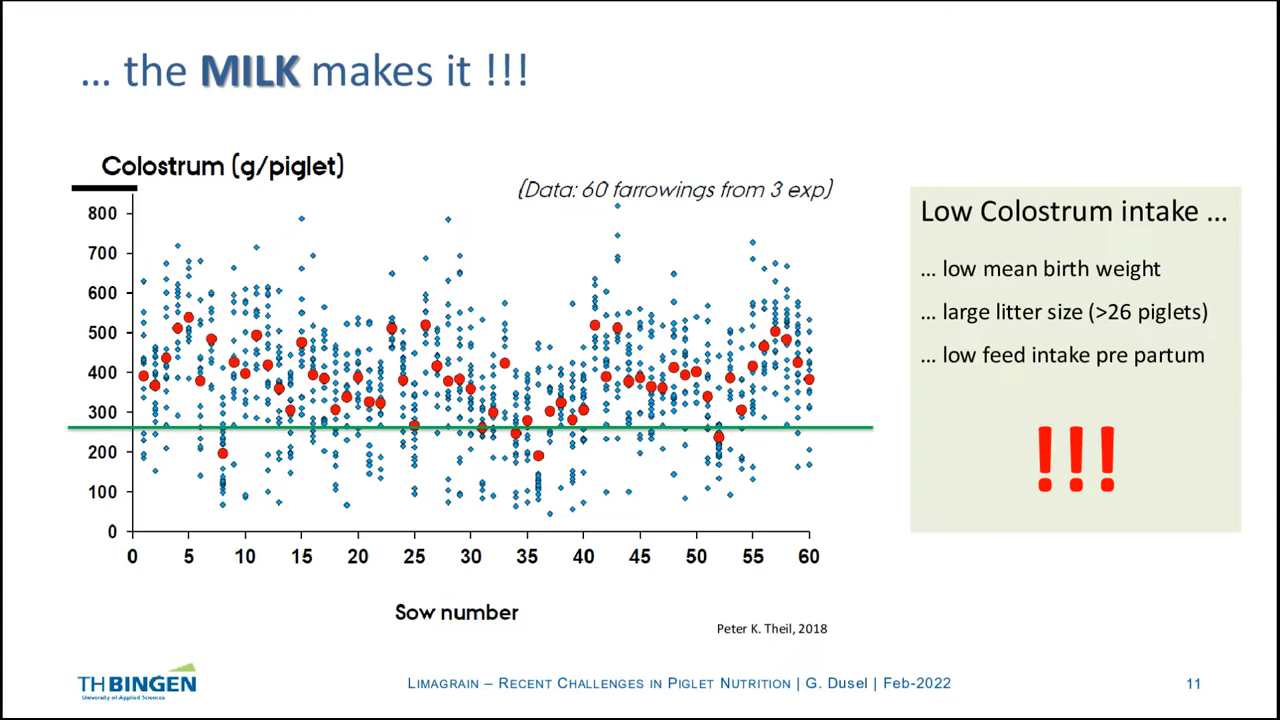 ... the MILK makes it !!!
Colostrum (g/piglet)
(Data: 60 farrowings from 3 exp)
800
700
600
500
400
300
200
100
0
0 5 10 15 20 25 30 35 40 45 50 55 60
Sow number
Peter K. Theil, 2018
Low Colostrum intake ...
... low mean birth weight
... large litter size (>26 piglets)
... low feed intake pre partum
!!!
TH BINGEN
University of Applied Sciences
LIMAGRAIN – RECENT CHALLENGES IN PIGLET NUTRITION | G. Dusel | Feb-2022
11